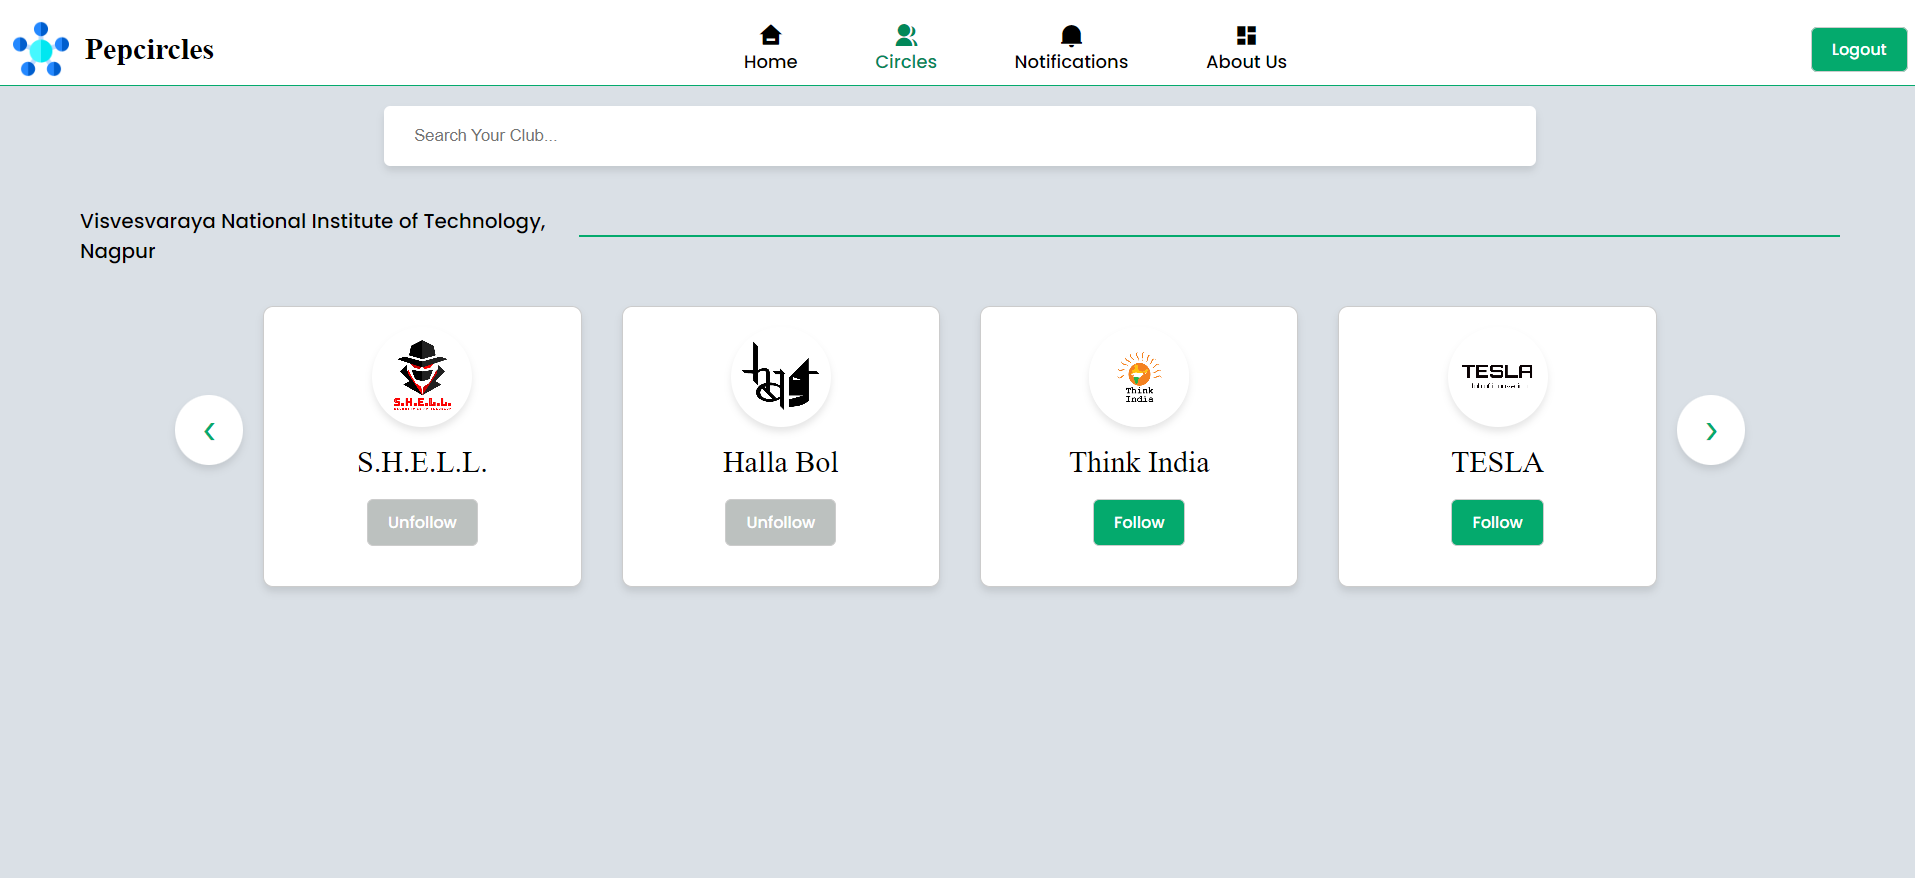 Pepcircles
Home
Circles
Notifications
About Us
Logout
Search Your Club...
Visvesvaraya National Institute of Technology,
Nagpur
S.H.E.L.L.
S.H.E.L.L.
Unfollow
Halla Bol
Unfollow
Think
India
Think India
Follow
TESLA
TESLA
Follow